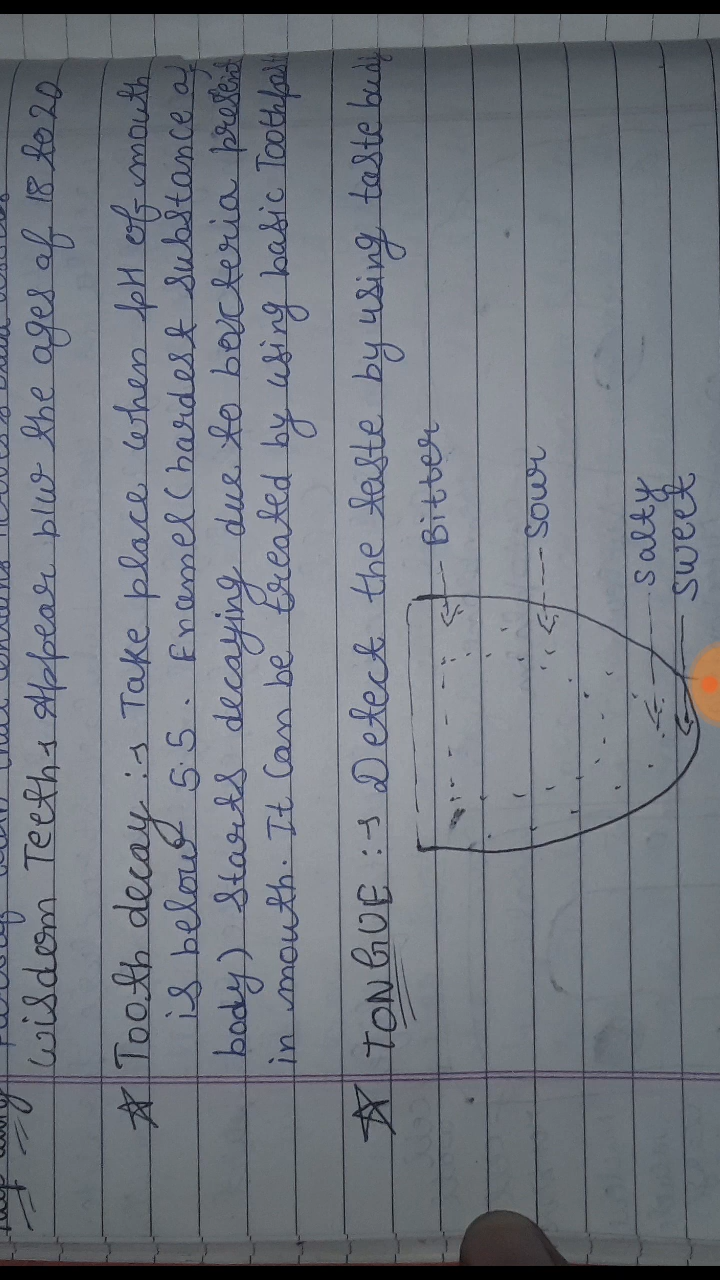 Wisdom Teeth → Appear b/w the ages of 18 to 20
☆ Tooth decay :→ Take place when pH of mouth
is below 5.5. Enamel (hardest substance of
body) starts decaying due to bacteria present
in mouth. It can be treated by using basic Toothpast
☆ TONGUE :→ Detect the taste by using taste buds
Bitter
Sour
Salty
Sweet